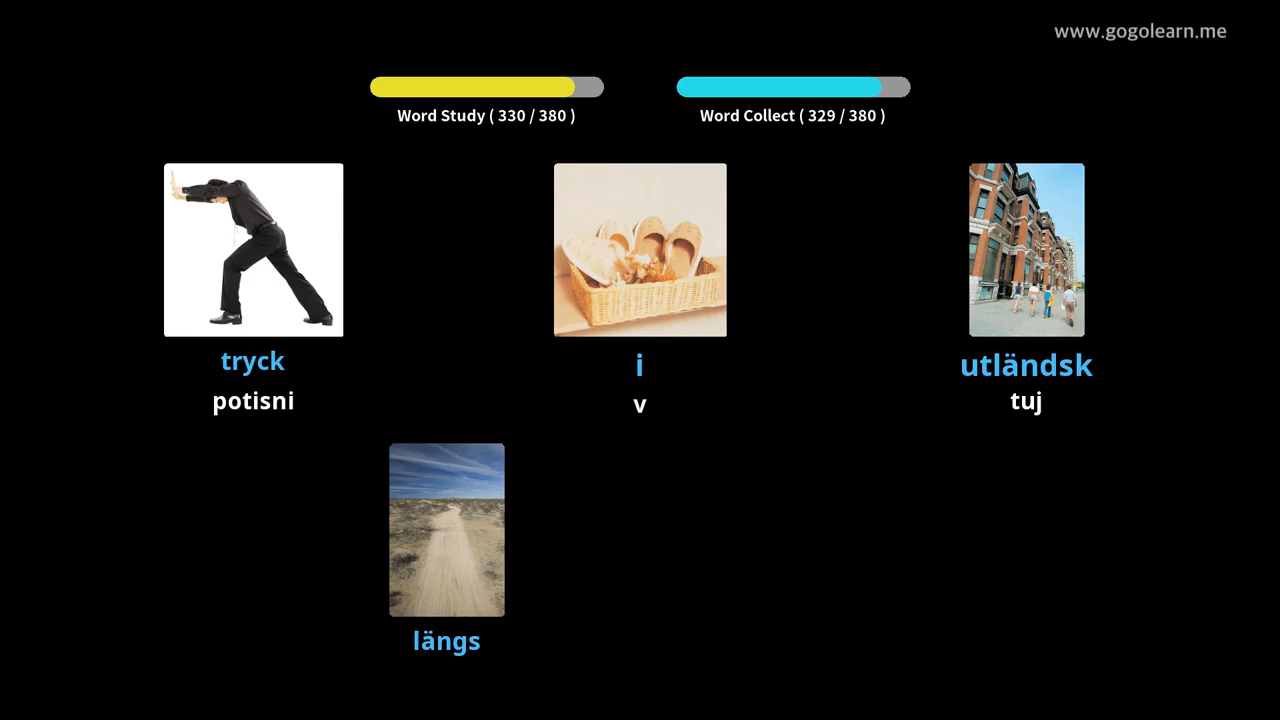 www.gogolearn.me
Word Study ( 330 / 380 )
Word Collect ( 329 / 380 )
tryck
potisni
i
v
utländsk
tuj
längs